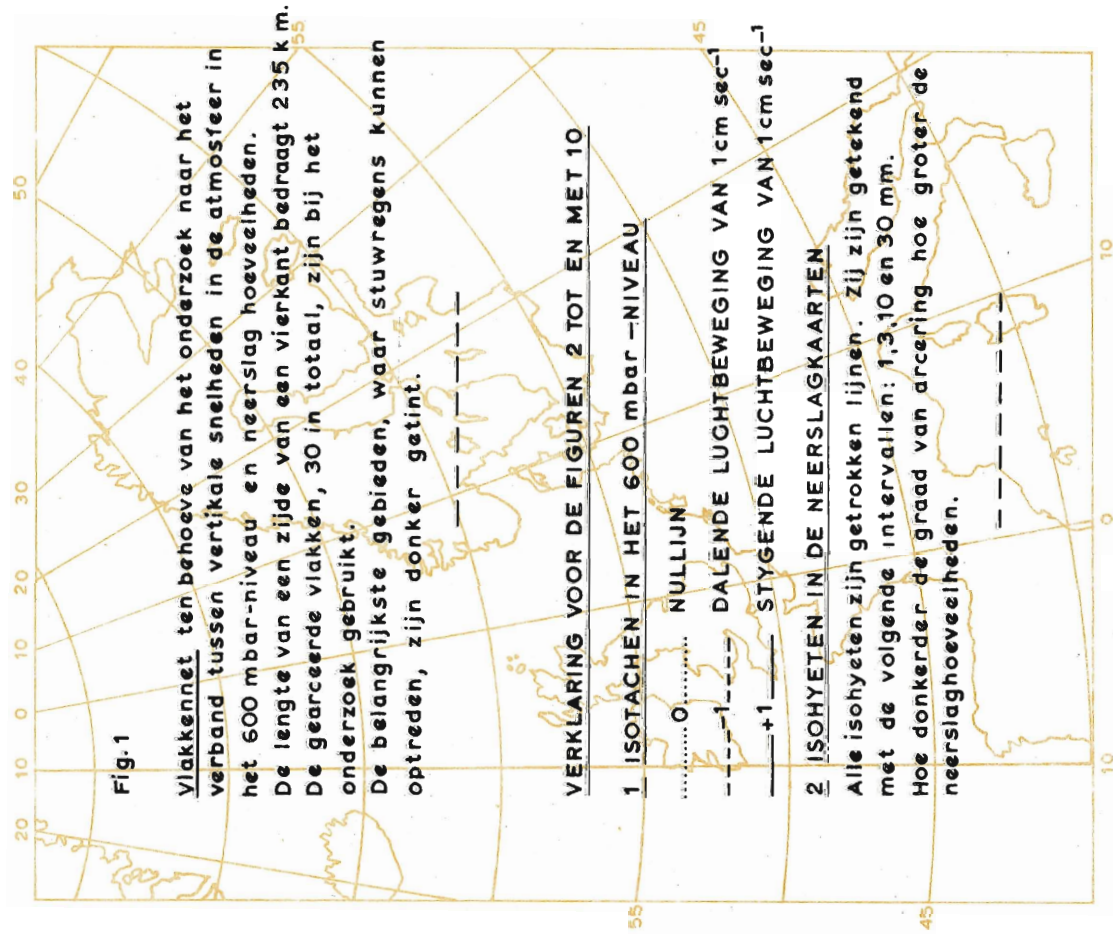 Fig.1
Vlakkennet ten behoeve van het onderzoek naar het
verband tussen vertikale snelheden in de atmosfeer in
het 600 mbar-niveau en neerslag hoeveelheden.
De lengte van een zijde van een vierkant bedraagt 235 km.
De gearceerde vlakken, 30 in totaal, zijn bij het
onderzoek gebruikt.
De belangrijkste gebieden, waar stuwregens kunnen
optreden, zijn donker getint.
VERKLARING VOOR DE FIGUREN 2 TOT EN MET 10
1 ISOTACHEN IN HET 600 mbar-NIVEAU
0 NULLIJN
-1 DALENDE LUCHTBEWEGING VAN 1 cm sec⁻¹
+1 STYGENDE LUCHTBEWEGING VAN 1 cm sec⁻¹
2 ISOHYETEN IN DE NEERSLAGKAARTEN
Alle isohyeten zijn getrokken lijnen. Zij zijn getekend
met de volgende intervallen: 1,3,10 en 30 mm.
Hoe donkerder de graad van arcering hoe groter de
neerslaghoeveelheden.
20
10
0
10
20
30
40
50
55
45
55
45
10
0
10